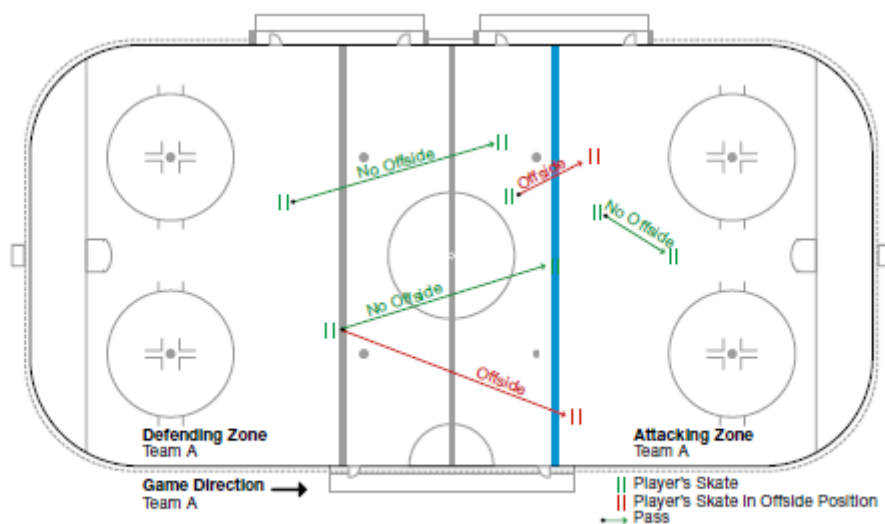 No Offside
Offside
No Offside
No Offside
Offside
Defending Zone
Team A
Attacking Zone
Team A
Game Direction
Team A
Player's Skate
Player's Skate In Offside Position
Pass